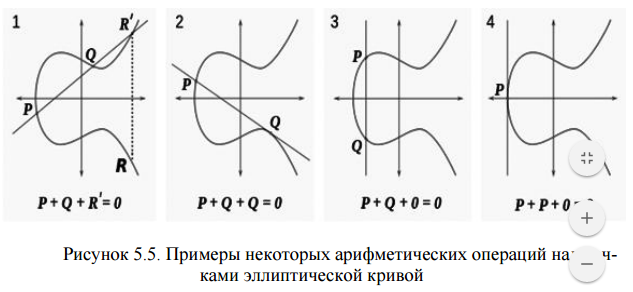 1
R'
Q
P
R
P + Q + R' = 0
2
P
Q
P + Q + Q = 0
3
P
Q
P + Q + 0 = 0
4
P
P + P + 0
Рисунок 5.5. Примеры некоторых арифметических операций на
ками эллиптической кривой